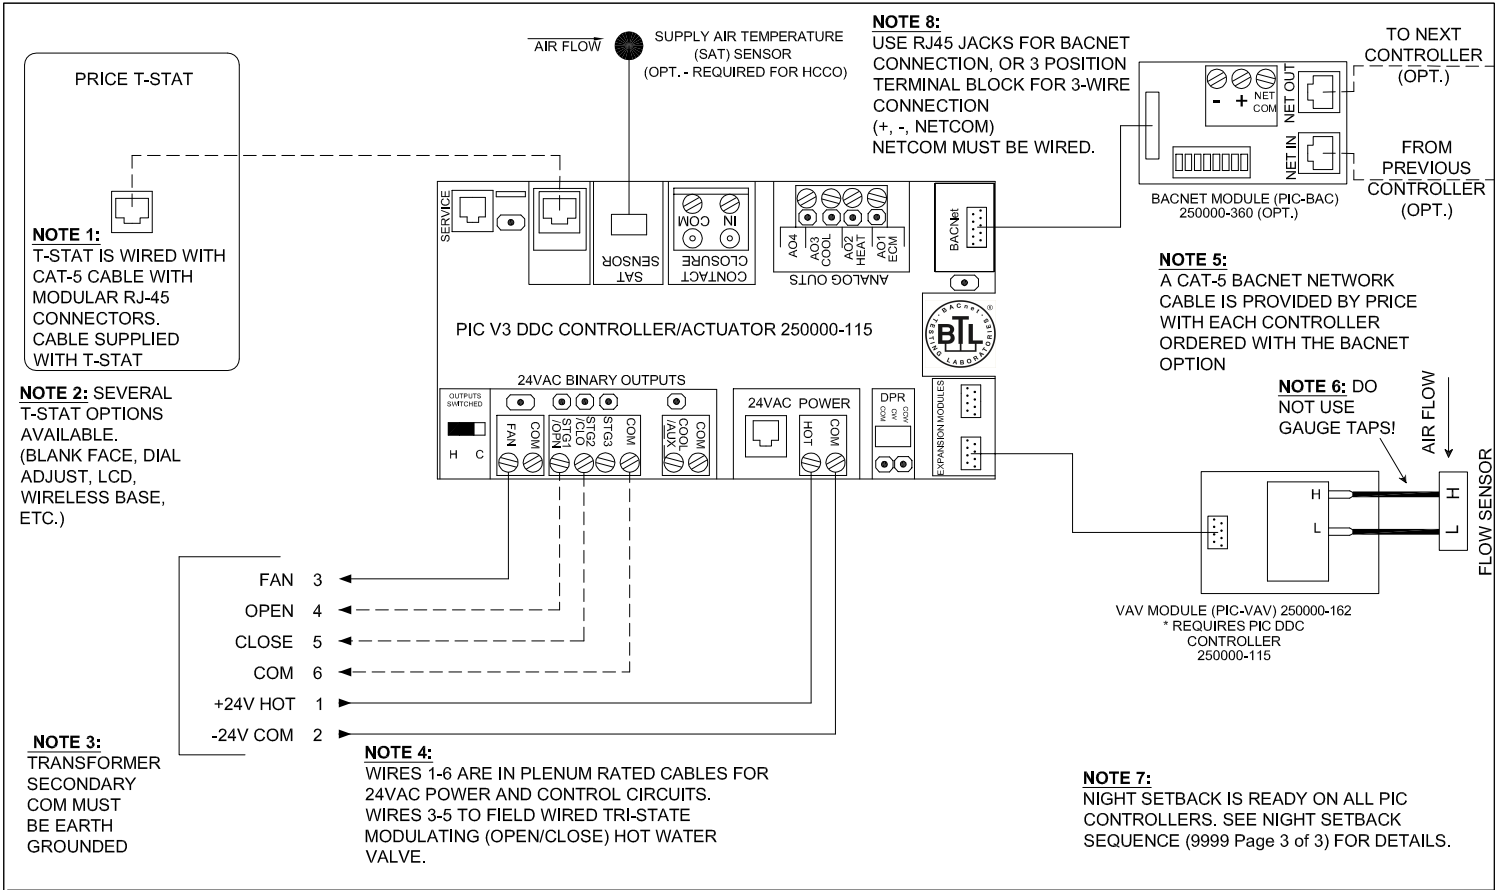 PRICE T-STAT
NOTE 1:
T-STAT IS WIRED WITH
CAT-5 CABLE WITH
MODULAR RJ-45
CONNECTORS.
CABLE SUPPLIED
WITH T-STAT
NOTE 2: SEVERAL
T-STAT OPTIONS
AVAILABLE.
(BLANK FACE, DIAL
ADJUST, LCD,
WIRELESS BASE,
ETC.)
AIR FLOW
SUPPLY AIR TEMPERATURE
(SAT) SENSOR
(OPT. - REQUIRED FOR HCCO)
NOTE 8:
USE RJ45 JACKS FOR BACNET
CONNECTION, OR 3 POSITION
TERMINAL BLOCK FOR 3-WIRE
CONNECTION
(+, -, NETCOM)
NETCOM MUST BE WIRED.
TO NEXT
CONTROLLER
(OPT.)
- + NET
COM
NET OUT
NET IN
FROM
PREVIOUS
CONTROLLER
(OPT.)
BACNET MODULE (PIC-BAC)
250000-360 (OPT.)
SERVICE
SAT
SENSOR
COM
IN
CONTACT
CLOSURE
AO4
AO3
COOL
AO2
HEAT
AO1
ECM
ANALOG OUTS
BACNet
PIC V3 DDC CONTROLLER/ACTUATOR 250000-115
BACnet
TESTING
LABORATORIES
BTL
®
NOTE 5:
A CAT-5 BACNET NETWORK
CABLE IS PROVIDED BY PRICE
WITH EACH CONTROLLER
ORDERED WITH THE BACNET
OPTION
24VAC BINARY OUTPUTS
OUTPUTS
SWITCHED
H C
FAN
COM
STG1
/OPN
STG2
/CLO
STG3
COM
COOL
/AUX
COM
24VAC POWER
HOT
COM
DPR
COM
CW
CCW
EXPANSION MODULES
NOTE 6: DO
NOT USE
GAUGE TAPS!
AIR FLOW
H
L
H
L
FLOW SENSOR
VAV MODULE (PIC-VAV) 250000-162
* REQUIRES PIC DDC
CONTROLLER
250000-115
FAN 3
OPEN 4
CLOSE 5
COM 6
+24V HOT 1
-24V COM 2
NOTE 3:
TRANSFORMER
SECONDARY
COM MUST
BE EARTH
GROUNDED
NOTE 4:
WIRES 1-6 ARE IN PLENUM RATED CABLES FOR
24VAC POWER AND CONTROL CIRCUITS.
WIRES 3-5 TO FIELD WIRED TRI-STATE
MODULATING (OPEN/CLOSE) HOT WATER
VALVE.
NOTE 7:
NIGHT SETBACK IS READY ON ALL PIC
CONTROLLERS. SEE NIGHT SETBACK
SEQUENCE (9999 Page 3 of 3) FOR DETAILS.